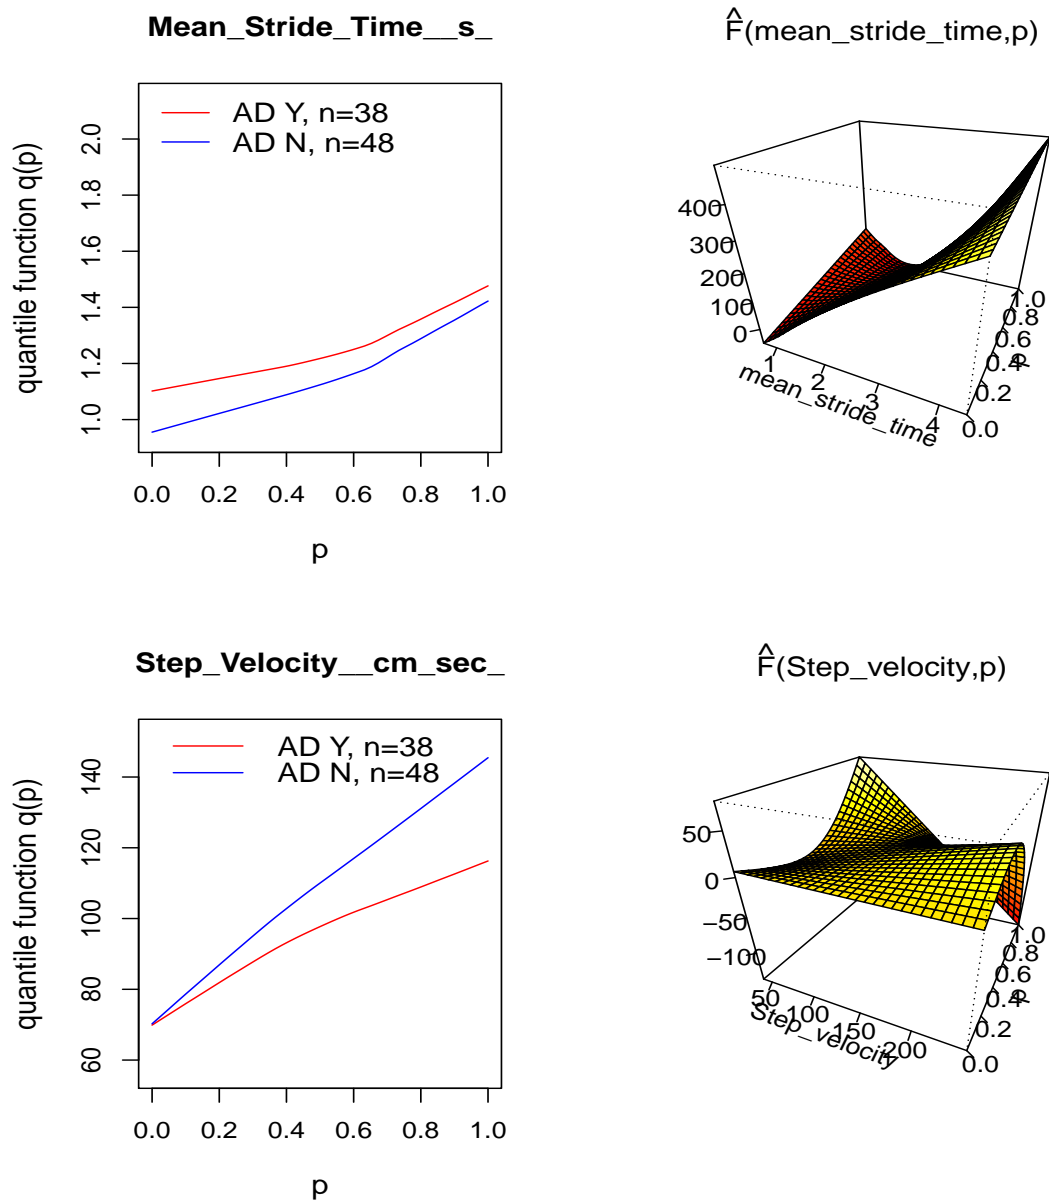 Mean_Stride_Time__s_
quantile function q(p)
2.0
1.8
1.6
1.4
1.2
1.0
AD Y, n=38
AD N, n=48
0.0 0.2 0.4 0.6 0.8 1.0
p
F̂(mean_stride_time,p)
400
300
200
100
0
1 2 3 4
mean_stride_time
0.0 0.2 0.4 0.6 0.8 1.0
p
Step_Velocity__cm_sec_
quantile function q(p)
140
120
100
80
60
AD Y, n=38
AD N, n=48
0.0 0.2 0.4 0.6 0.8 1.0
p
F̂(Step_velocity,p)
50
0
−50
−100
50 100 150 200
Step_velocity
0.0 0.2 0.4 0.6 0.8 1.0
p